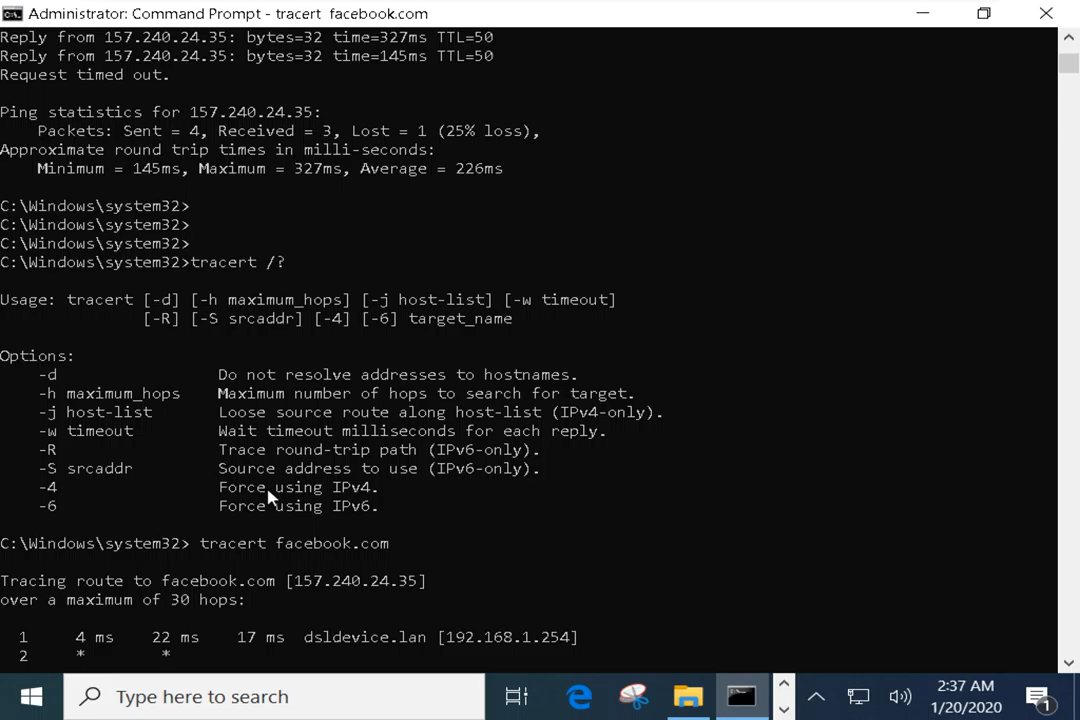 Administrator: Command Prompt - tracert  facebook.com
Reply from 157.240.24.35: bytes=32 time=327ms TTL=50
Reply from 157.240.24.35: bytes=32 time=145ms TTL=50
Request timed out.
Ping statistics for 157.240.24.35:
    Packets: Sent = 4, Received = 3, Lost = 1 (25% loss),
Approximate round trip times in milli-seconds:
    Minimum = 145ms, Maximum = 327ms, Average = 226ms
C:\Windows\system32>
C:\Windows\system32>
C:\Windows\system32>
C:\Windows\system32>tracert /?
Usage: tracert [-d] [-h maximum_hops] [-j host-list] [-w timeout]
               [-R] [-S srcaddr] [-4] [-6] target_name
Options:
    -d                 Do not resolve addresses to hostnames.
    -h maximum_hops    Maximum number of hops to search for target.
    -j host-list       Loose source route along host-list (IPv4-only).
    -w timeout         Wait timeout milliseconds for each reply.
    -R                 Trace round-trip path (IPv6-only).
    -S srcaddr         Source address to use (IPv6-only).
    -4                 Force using IPv4.
    -6                 Force using IPv6.
C:\Windows\system32> tracert facebook.com
Tracing route to facebook.com [157.240.24.35]
over a maximum of 30 hops:
  1     4 ms    22 ms    17 ms  dsldevice.lan [192.168.1.254]
  2     *        *
Type here to search
2:37 AM
1/20/2020
1